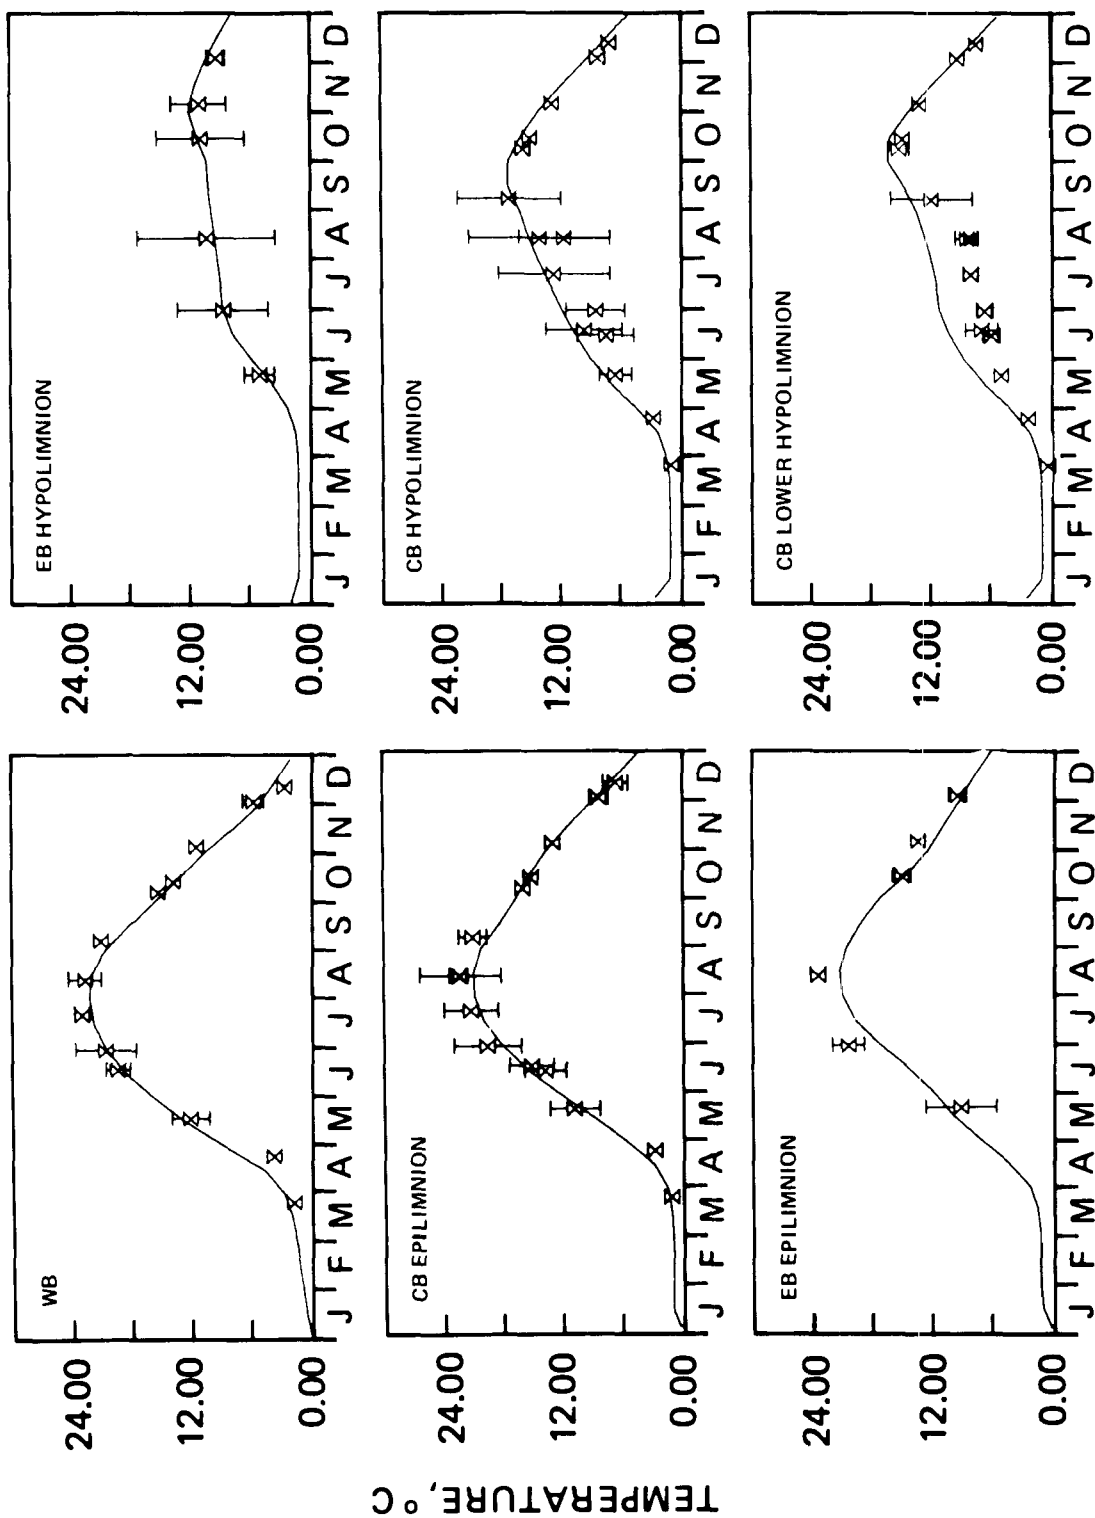 TEMPERATURE, °C
WB
24.00
12.00
0.00
J F M A M J J A S O N D
EB HYPOLIMNION
24.00
12.00
0.00
J F M A M J J A S O N D
CB EPILIMNION
24.00
12.00
0.00
J F M A M J J A S O N D
CB HYPOLIMNION
24.00
12.00
0.00
J F M A M J J A S O N D
EB EPILIMNION
24.00
12.00
0.00
J F M A M J J A S O N D
CB LOWER HYPOLIMNION
24.00
12.00
0.00
J F M A M J J A S O N D